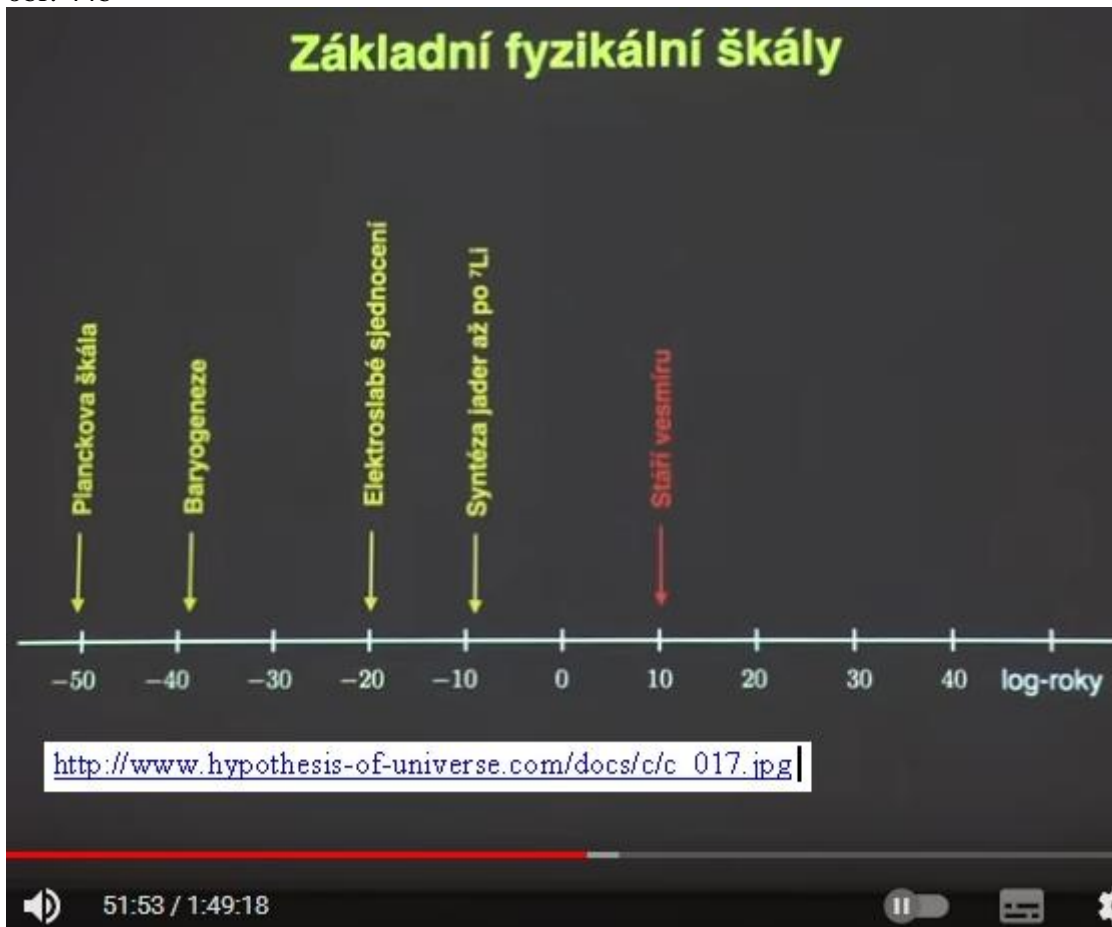 Základní fyzikální škály
Planckova škála
Baryogeneze
Elektroslabé sjednocení
Syntéza jader až po ⁷Li
Stáří vesmíru
−50 −40 −30 −20 −10 0 10 20 30 40 log-roky
http://www.hypothesis-of-universe.com/docs/c/c_017.jpg
51:53 / 1:49:18